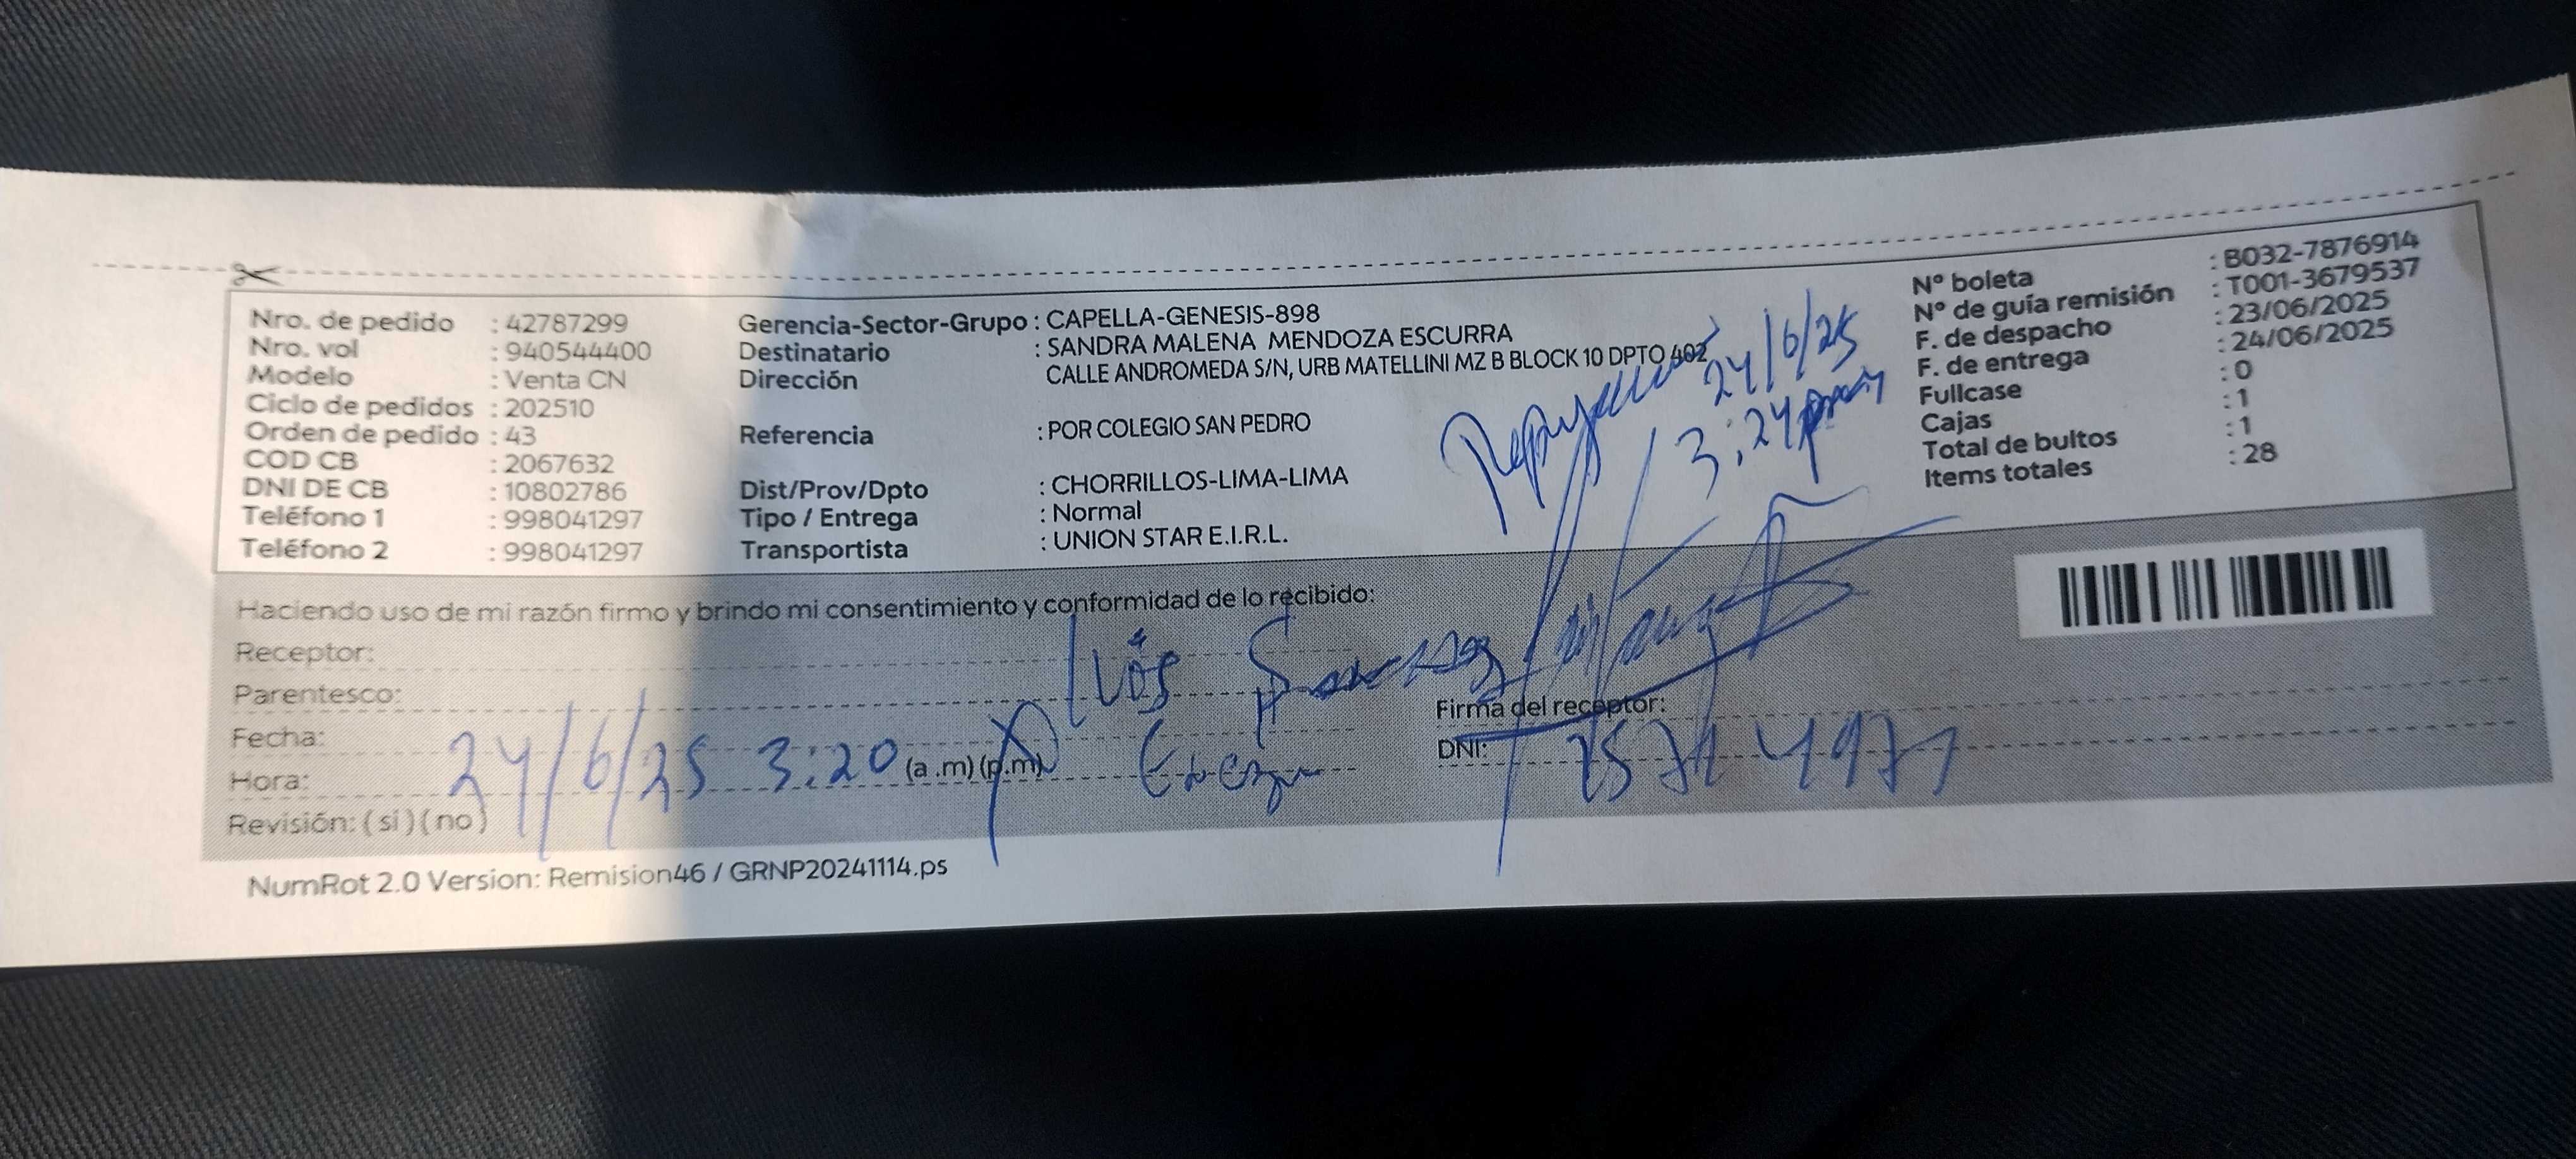 Nro. de pedido : 42787299
Nro. vol : 940544400
Modelo : Venta CN
Ciclo de pedidos : 202510
Orden de pedido : 43
COD CB : 2067632
DNI DE CB : 10802786
Teléfono 1 : 998041297
Teléfono 2 : 998041297
Gerencia-Sector-Grupo : CAPELLA-GENESIS-898
Destinatario : SANDRA MALENA MENDOZA ESCURRA
Dirección CALLE ANDROMEDA S/N, URB MATELLINI MZ B BLOCK 10 DPTO 402
Referencia : POR COLEGIO SAN PEDRO
Dist/Prov/Dpto : CHORRILLOS-LIMA-LIMA
Tipo / Entrega : Normal
Transportista : UNION STAR E.I.R.L.
24/6/25
3:24
Nº boleta : B032-7876914
Nº de guía remisión : T001-3679537
F. de despacho : 23/06/2025
F. de entrega : 24/06/2025
Fullcase : 0
Cajas : 1
Total de bultos : 1
Items totales : 28
Haciendo uso de mi razón firmo y brindo mi consentimiento y conformidad de lo recibido:
Receptor:
Parentesco:
Fecha:
Hora: 24/6/25 3:20 (a .m) (p.m)
Revisión: ( si ) ( no )
Firma del receptor:
DNI:
NumRot 2.0 Version: Remision46 / GRNP20241114.ps